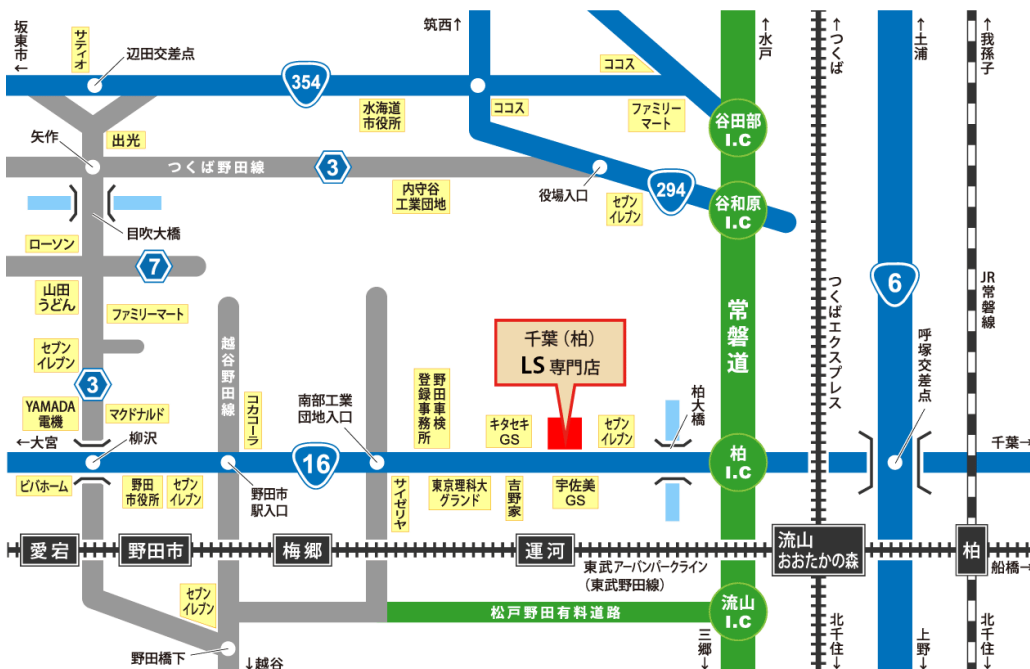 坂東市←
サティオ
辺田交差点
354
水海道
市役所
筑西↑
ココス
ココス
ファミリー
マート
谷田部
I.C
↑水戸
↑つくば
↑土浦
↑我孫子
矢作
出光
つくば野田線
3
内守谷
工業団地
役場入口
セブン
イレブン
294
谷和原
I.C
目吹大橋
ローソン
7
山田
うどん
ファミリーマート
セブン
イレブン
3
YAMADA
電機
マクドナルド
←大宮
柳沢
越谷野田線
コカコーラ
南部工業
団地入口
野田車検
登録事務所
千葉(柏)
LS 専門店
キタセキ
GS
セブン
イレブン
柏大橋
常磐道
つくばエクスプレス
6
呼塚交差点
JR常磐線
千葉→
16
柏
I.C
ビバホーム
野田
市役所
セブン
イレブン
野田市
駅入口
サイゼリヤ
東京理科大
グランド
吉野家
宇佐美
GS
愛宕
野田市
梅郷
運河
東武アーバンパークライン
(東武野田線)
流山
おおたかの森
柏
船橋→
セブン
イレブン
松戸野田有料道路
流山
I.C
野田橋下
↓越谷
三郷↓
北千住↓
上野↓
北千住↓